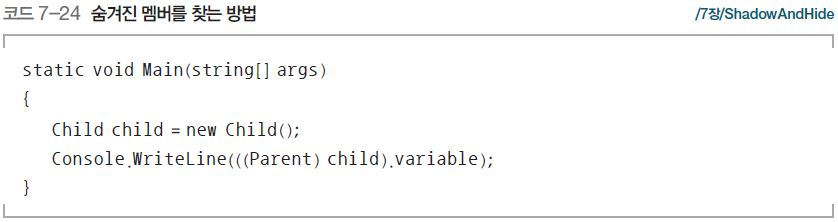 코드 7-24 숨겨진 멤버를 찾는 방법 /7장/ShadowAndHide
static void Main(string[] args)
{
Child child = new Child();
Console.WriteLine(((Parent) child).variable);
}